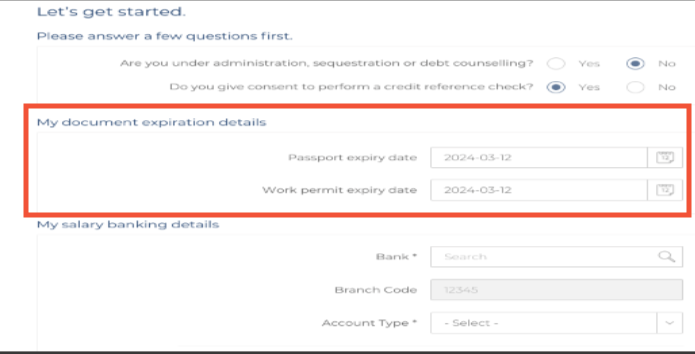 Let's get started.
Please answer a few questions first.
Are you under administration, sequestration or debt counselling? Yes No
Do you give consent to perform a credit reference check? Yes No
My document expiration details
Passport expiry date 2024-03-12
Work permit expiry date 2024-03-12
My salary banking details
Bank * Search
Branch Code 12345
Account Type * - Select -